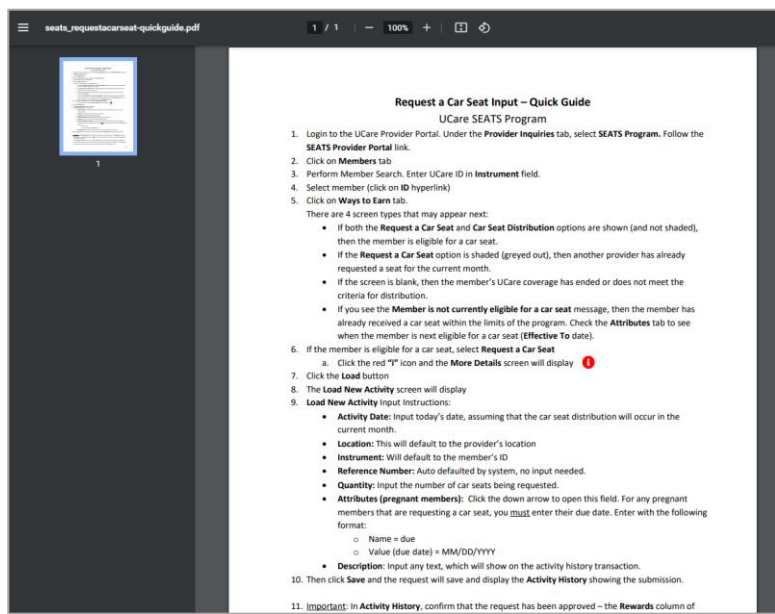 seats_requestacarseat-quickguide.pdf
1 / 1
100%
1
Request a Car Seat Input – Quick Guide
UCare SEATS Program
1. Login to the UCare Provider Portal. Under the Provider Inquiries tab, select SEATS Program. Follow the
SEATS Provider Portal link.
2. Click on Members tab
3. Perform Member Search. Enter UCare ID in Instrument field.
4. Select member (click on ID hyperlink)
5. Click on Ways to Earn tab.
There are 4 screen types that may appear next:
• If both the Request a Car Seat and Car Seat Distribution options are shown (and not shaded),
then the member is eligible for a car seat.
• If the Request a Car Seat option is shaded (greyed out), then another provider has already
requested a seat for the current month.
• If the screen is blank, then the member's UCare coverage has ended or does not meet the
criteria for distribution.
• If you see the Member is not currently eligible for a car seat message, then the member has
already received a car seat within the limits of the program. Check the Attributes tab to see
when the member is next eligible for a car seat (Effective To date).
6. If the member is eligible for a car seat, select Request a Car Seat
a. Click the red "i" icon and the More Details screen will display i
7. Click the Load button
8. The Load New Activity screen will display
9. Load New Activity Input Instructions:
• Activity Date: Input today's date, assuming that the car seat distribution will occur in the
current month.
• Location: This will default to the provider's location
• Instrument: Will default to the member's ID
• Reference Number: Auto defaulted by system, no input needed.
• Quantity: Input the number of car seats being requested.
• Attributes (pregnant members): Click the down arrow to open this field. For any pregnant
members that are requesting a car seat, you must enter their due date. Enter with the following
format:
o Name = due
o Value (due date) = MM/DD/YYYY
• Description: Input any text, which will show on the activity history transaction.
10. Then click Save and the request will save and display the Activity History showing the submission.
11. Important: In Activity History, confirm that the request has been approved – the Rewards column of